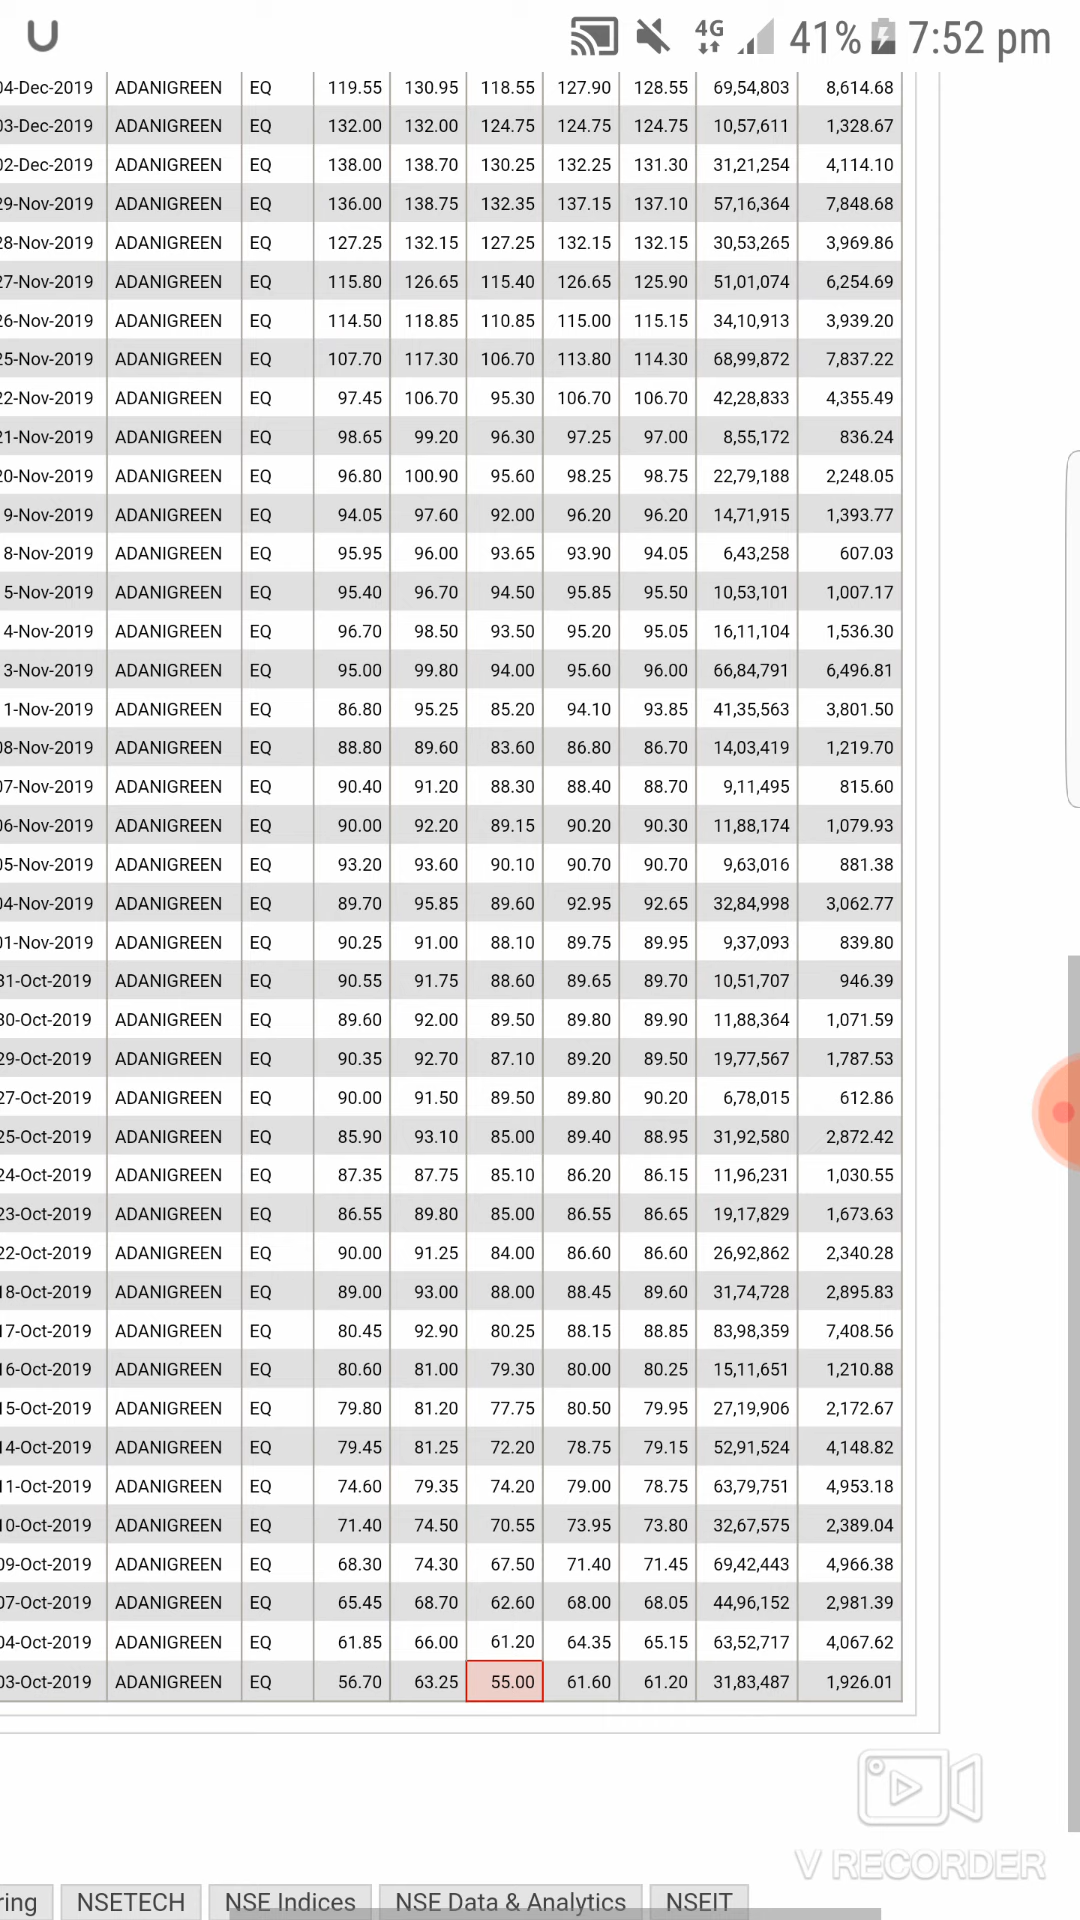 U 4G 41% 7:52 pm
04-Dec-2019 ADANIGREEN EQ 119.55 130.95 118.55 127.90 128.55 69,54,803 8,614.68
03-Dec-2019 ADANIGREEN EQ 132.00 132.00 124.75 124.75 124.75 10,57,611 1,328.67
02-Dec-2019 ADANIGREEN EQ 138.00 138.70 130.25 132.25 131.30 31,21,254 4,114.10
29-Nov-2019 ADANIGREEN EQ 136.00 138.75 132.35 137.15 137.10 57,16,364 7,848.68
28-Nov-2019 ADANIGREEN EQ 127.25 132.15 127.25 132.15 132.15 30,53,265 3,969.86
27-Nov-2019 ADANIGREEN EQ 115.80 126.65 115.40 126.65 125.90 51,01,074 6,254.69
26-Nov-2019 ADANIGREEN EQ 114.50 118.85 110.85 115.00 115.15 34,10,913 3,939.20
25-Nov-2019 ADANIGREEN EQ 107.70 117.30 106.70 113.80 114.30 68,99,872 7,837.22
22-Nov-2019 ADANIGREEN EQ 97.45 106.70 95.30 106.70 106.70 42,28,833 4,355.49
21-Nov-2019 ADANIGREEN EQ 98.65 99.20 96.30 97.25 97.00 8,55,172 836.24
20-Nov-2019 ADANIGREEN EQ 96.80 100.90 95.60 98.25 98.75 22,79,188 2,248.05
9-Nov-2019 ADANIGREEN EQ 94.05 97.60 92.00 96.20 96.20 14,71,915 1,393.77
8-Nov-2019 ADANIGREEN EQ 95.95 96.00 93.65 93.90 94.05 6,43,258 607.03
5-Nov-2019 ADANIGREEN EQ 95.40 96.70 94.50 95.85 95.50 10,53,101 1,007.17
4-Nov-2019 ADANIGREEN EQ 96.70 98.50 93.50 95.20 95.05 16,11,104 1,536.30
3-Nov-2019 ADANIGREEN EQ 95.00 99.80 94.00 95.60 96.00 66,84,791 6,496.81
1-Nov-2019 ADANIGREEN EQ 86.80 95.25 85.20 94.10 93.85 41,35,563 3,801.50
08-Nov-2019 ADANIGREEN EQ 88.80 89.60 83.60 86.80 86.70 14,03,419 1,219.70
07-Nov-2019 ADANIGREEN EQ 90.40 91.20 88.30 88.40 88.70 9,11,495 815.60
06-Nov-2019 ADANIGREEN EQ 90.00 92.20 89.15 90.20 90.30 11,88,174 1,079.93
05-Nov-2019 ADANIGREEN EQ 93.20 93.60 90.10 90.70 90.70 9,63,016 881.38
04-Nov-2019 ADANIGREEN EQ 89.70 95.85 89.60 92.95 92.65 32,84,998 3,062.77
01-Nov-2019 ADANIGREEN EQ 90.25 91.00 88.10 89.75 89.95 9,37,093 839.80
31-Oct-2019 ADANIGREEN EQ 90.55 91.75 88.60 89.65 89.70 10,51,707 946.39
30-Oct-2019 ADANIGREEN EQ 89.60 92.00 89.50 89.80 89.90 11,88,364 1,071.59
29-Oct-2019 ADANIGREEN EQ 90.35 92.70 87.10 89.20 89.50 19,77,567 1,787.53
27-Oct-2019 ADANIGREEN EQ 90.00 91.50 89.50 89.80 90.20 6,78,015 612.86
25-Oct-2019 ADANIGREEN EQ 85.90 93.10 85.00 89.40 88.95 31,92,580 2,872.42
24-Oct-2019 ADANIGREEN EQ 87.35 87.75 85.10 86.20 86.15 11,96,231 1,030.55
23-Oct-2019 ADANIGREEN EQ 86.55 89.80 85.00 86.55 86.65 19,17,829 1,673.63
22-Oct-2019 ADANIGREEN EQ 90.00 91.25 84.00 86.60 86.60 26,92,862 2,340.28
18-Oct-2019 ADANIGREEN EQ 89.00 93.00 88.00 88.45 89.60 31,74,728 2,895.83
17-Oct-2019 ADANIGREEN EQ 80.45 92.90 80.25 88.15 88.85 83,98,359 7,408.56
16-Oct-2019 ADANIGREEN EQ 80.60 81.00 79.30 80.00 80.25 15,11,651 1,210.88
15-Oct-2019 ADANIGREEN EQ 79.80 81.20 77.75 80.50 79.95 27,19,906 2,172.67
14-Oct-2019 ADANIGREEN EQ 79.45 81.25 72.20 78.75 79.15 52,91,524 4,148.82
11-Oct-2019 ADANIGREEN EQ 74.60 79.35 74.20 79.00 78.75 63,79,751 4,953.18
10-Oct-2019 ADANIGREEN EQ 71.40 74.50 70.55 73.95 73.80 32,67,575 2,389.04
09-Oct-2019 ADANIGREEN EQ 68.30 74.30 67.50 71.40 71.45 69,42,443 4,966.38
07-Oct-2019 ADANIGREEN EQ 65.45 68.70 62.60 68.00 68.05 44,96,152 2,981.39
04-Oct-2019 ADANIGREEN EQ 61.85 66.00 61.20 64.35 65.15 63,52,717 4,067.62
03-Oct-2019 ADANIGREEN EQ 56.70 63.25 55.00 61.60 61.20 31,83,487 1,926.01
V RECORDER
ring NSETECH NSE Indices NSE Data & Analytics NSEIT